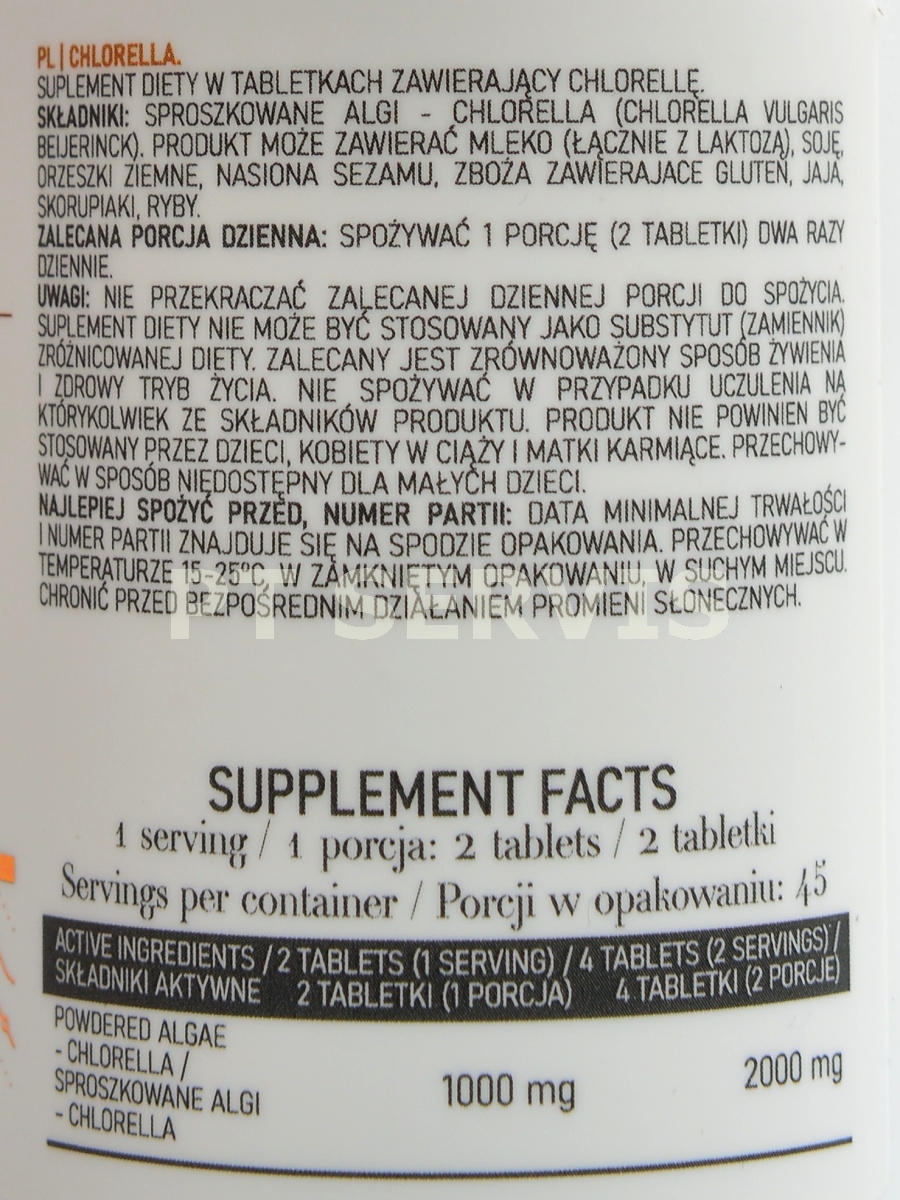 PL | CHLORELLA.
SUPLEMENT DIETY W TABLETKACH ZAWIERAJĄCY CHLORELLĘ.
SKŁADNIKI: SPROSZKOWANE ALGI - CHLORELLA (CHLORELLA VULGARIS
BEIJERINCK). PRODUKT MOŻE ZAWIERAĆ MLEKO (ŁĄCZNIE Z LAKTOZĄ), SOJĘ,
ORZESZKI ZIEMNE, NASIONA SEZAMU, ZBOŻA ZAWIERAJACE GLUTEN, JAJA,
SKORUPIAKI, RYBY.
ZALECANA PORCJA DZIENNA: SPOŻYWAĆ 1 PORCJĘ (2 TABLETKI) DWA RAZY
DZIENNIE.
UWAGI: NIE PRZEKRACZAĆ ZALECANEJ DZIENNEJ PORCJI DO SPOŻYCIA.
SUPLEMENT DIETY NIE MOŻE BYĆ STOSOWANY JAKO SUBSTYTUT (ZAMIENNIK)
ZRÓŻNICOWANEJ DIETY. ZALECANY JEST ZRÓWNOWAŻONY SPOSÓB ŻYWIENIA
I ZDROWY TRYB ŻYCIA. NIE SPOŻYWAĆ W PRZYPADKU UCZULENIA NA
KTÓRYKOLWIEK ZE SKŁADNIKÓW PRODUKTU. PRODUKT NIE POWINIEN BYĆ
STOSOWANY PRZEZ DZIECI, KOBIETY W CIĄŻY I MATKI KARMIĄCE. PRZECHOWY-
WAĆ W SPOSÓB NIEDOSTĘPNY DLA MAŁYCH DZIECI.
NAJLEPIEJ SPOŻYĆ PRZED, NUMER PARTII: DATA MINIMALNEJ TRWAŁOŚCI
I NUMER PARTII ZNAJDUJE SIĘ NA SPODZIE OPAKOWANIA. PRZECHOWYWAĆ W
TEMPERATURZE 15-25°C, W ZAMKNIĘTYM OPAKOWANIU, W SUCHYM MIEJSCU.
CHRONIĆ PRZED BEZPOŚREDNIM DZIAŁANIEM PROMIENI SŁONECZNYCH.
FT SERVIS
SUPPLEMENT FACTS
1 serving / 1 porcja: 2 tablets / 2 tabletki
Servings per container / Porcji w opakowaniu: 45
ACTIVE INGREDIENTS / 2 TABLETS (1 SERVING) / 4 TABLETS (2 SERVINGS) /
SKŁADNIKI AKTYWNE 2 TABLETKI (1 PORCJA) 4 TABLETKI (2 PORCJE)
POWDERED ALGAE
- CHLORELLA /
SPROSZKOWANE ALGI
- CHLORELLA
1000 mg
2000 mg